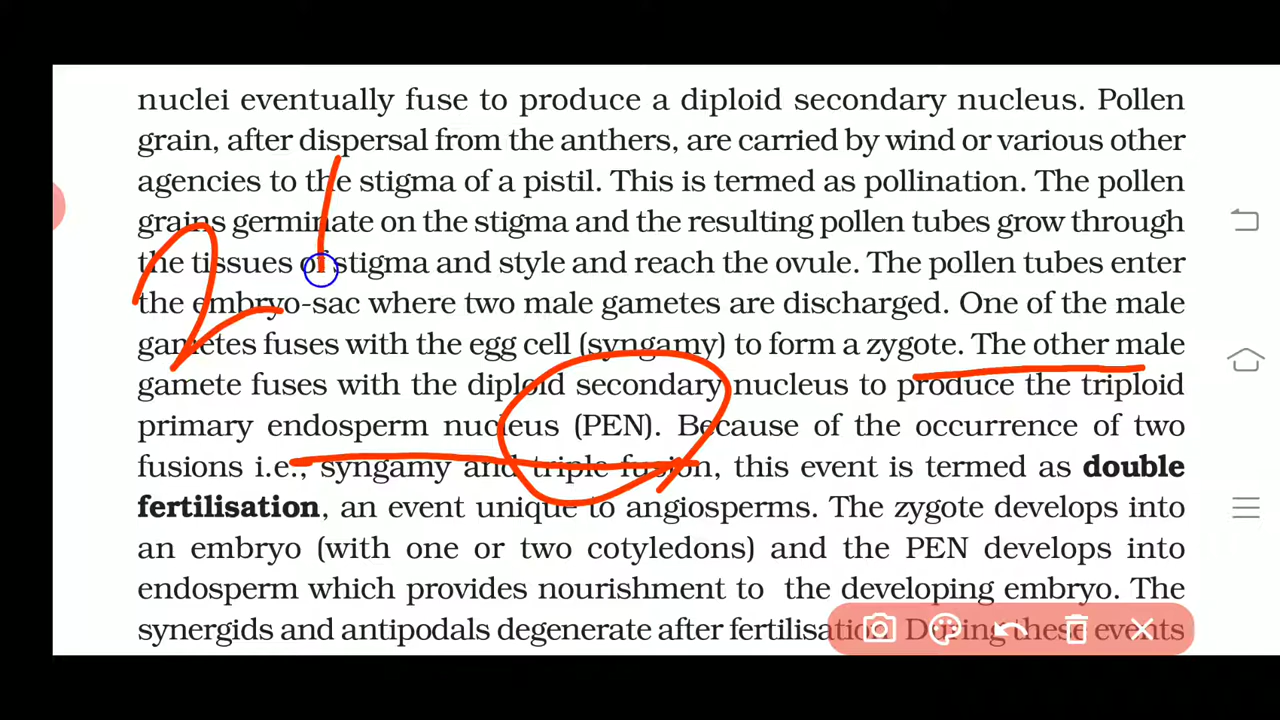 nuclei eventually fuse to produce a diploid secondary nucleus. Pollen
grain, after dispersal from the anthers, are carried by wind or various other
agencies to the stigma of a pistil. This is termed as pollination. The pollen
grains germinate on the stigma and the resulting pollen tubes grow through
the tissues of stigma and style and reach the ovule. The pollen tubes enter
the embryo-sac where two male gametes are discharged. One of the male
gametes fuses with the egg cell (syngamy) to form a zygote. The other male
gamete fuses with the diploid secondary nucleus to produce the triploid
primary endosperm nucleus (PEN). Because of the occurrence of two
fusions i.e., syngamy and triple fusion, this event is termed as double
fertilisation, an event unique to angiosperms. The zygote develops into
an embryo (with one or two cotyledons) and the PEN develops into
endosperm which provides nourishment to the developing embryo. The
synergids and antipodals degenerate after fertilisation. During these events
2